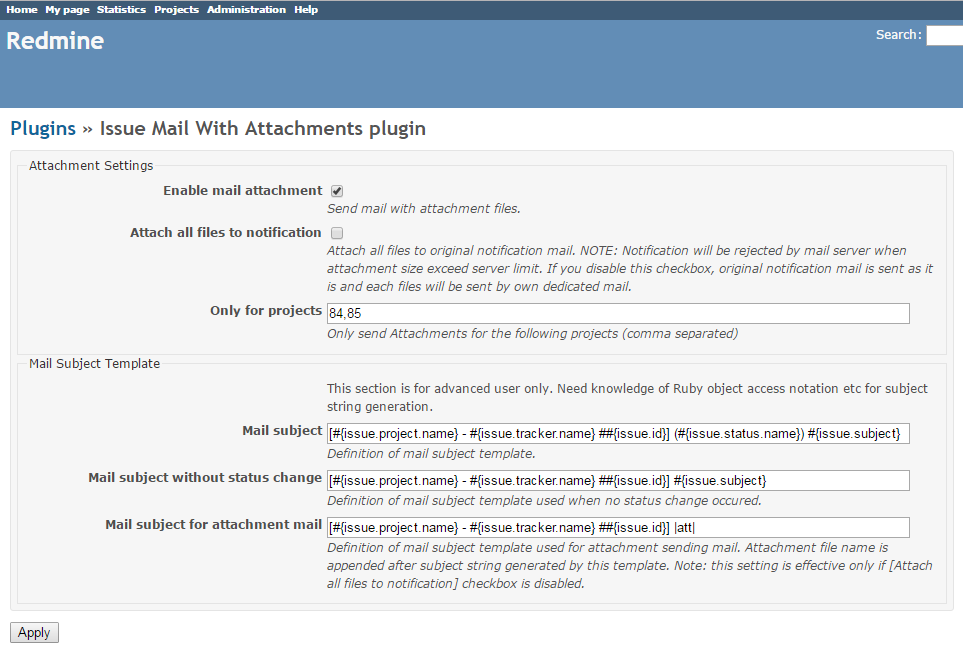 Home My page Statistics Projects Administration Help
Redmine
Search:
Plugins » Issue Mail With Attachments plugin
Attachment Settings
Enable mail attachment
Send mail with attachment files.
Attach all files to notification
Attach all files to original notification mail. NOTE: Notification will be rejected by mail server when
attachment size exceed server limit. If you disable this checkbox, original notification mail is sent as it
is and each files will be sent by own dedicated mail.
Only for projects 84,85
Only send Attachments for the following projects (comma separated)
Mail Subject Template
This section is for advanced user only. Need knowledge of Ruby object access notation etc for subject
string generation.
Mail subject [#{issue.project.name} - #{issue.tracker.name} ##{issue.id}] (#{issue.status.name}) #{issue.subject}
Definition of mail subject template.
Mail subject without status change [#{issue.project.name} - #{issue.tracker.name} ##{issue.id}] #{issue.subject}
Definition of mail subject template used when no status change occured.
Mail subject for attachment mail [#{issue.project.name} - #{issue.tracker.name} ##{issue.id}] |att|
Definition of mail subject template used for attachment sending mail. Attachment file name is
appended after subject string generated by this template. Note: this setting is effective only if [Attach
all files to notification] checkbox is disabled.
Apply